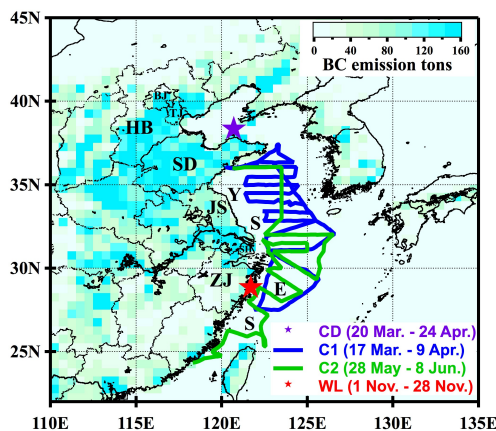 45N
0 40 80 120 160
BC emission tons
40N
BJ
TJ
HB
SD
35N
Y
JS
S
SH
30N
ZJ
E
S
25N
CD (20 Mar. - 24 Apr.)
C1 (17 Mar. - 9 Apr.)
C2 (28 May - 8 Jun.)
WL (1 Nov. - 28 Nov.)
110E 115E 120E 125E 130E 135E